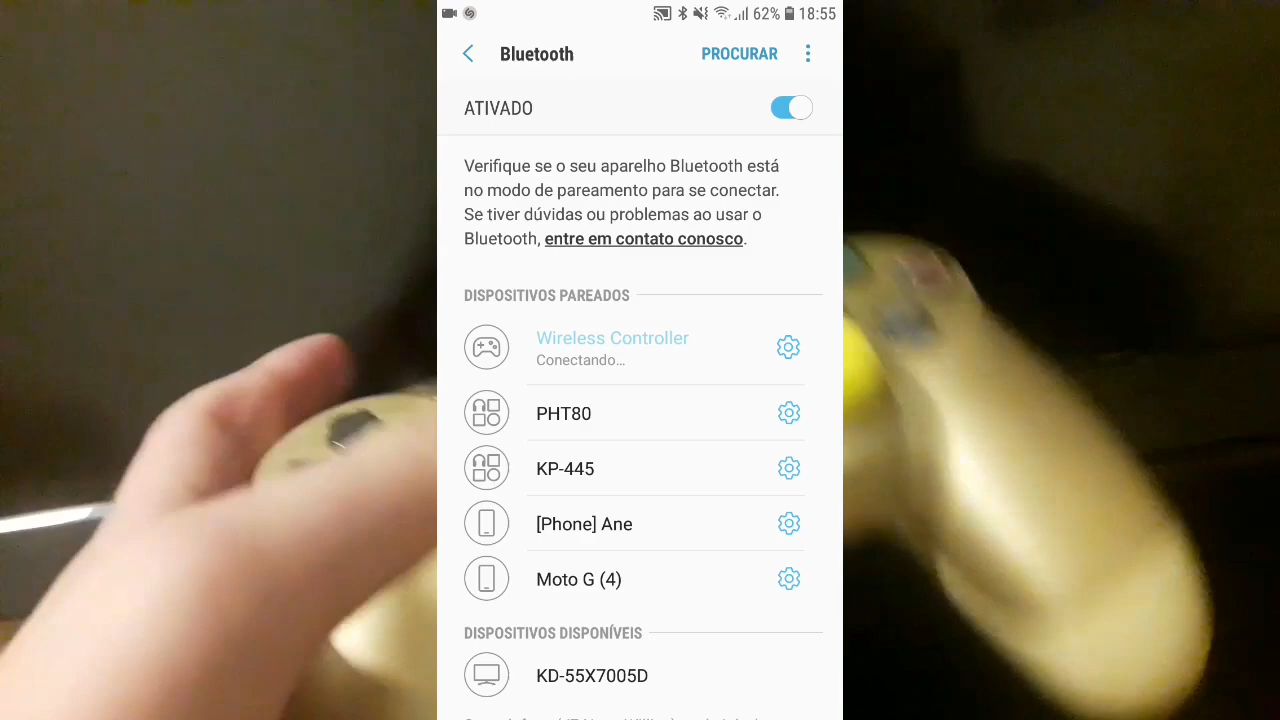 62% 18:55
Bluetooth PROCURAR
ATIVADO
Verifique se o seu aparelho Bluetooth está
no modo de pareamento para se conectar.
Se tiver dúvidas ou problemas ao usar o
Bluetooth, entre em contato conosco.
DISPOSITIVOS PAREADOS
Wireless Controller
Conectando...
PHT80
KP-445
[Phone] Ane
Moto G (4)
DISPOSITIVOS DISPONÍVEIS
KD-55X7005D